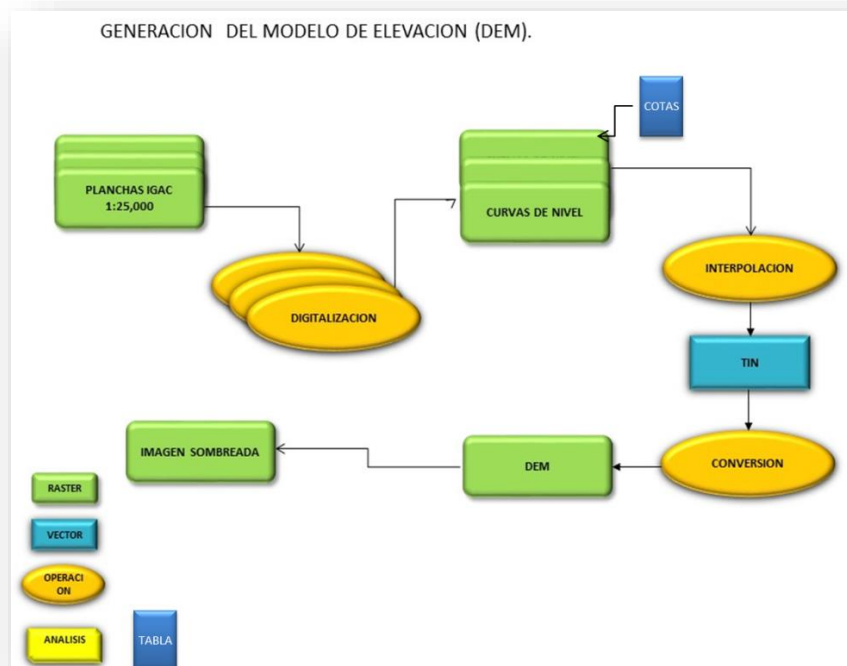 GENERACION DEL MODELO DE ELEVACION (DEM).
COTAS
PLANCHAS IGAC
1:25,000
CURVAS DE NIVEL
INTERPOLACION
DIGITALIZACION
TIN
IMAGEN SOMBREADA
DEM
CONVERSION
RASTER
VECTOR
OPERACI
ON
ANALISIS
TABLA